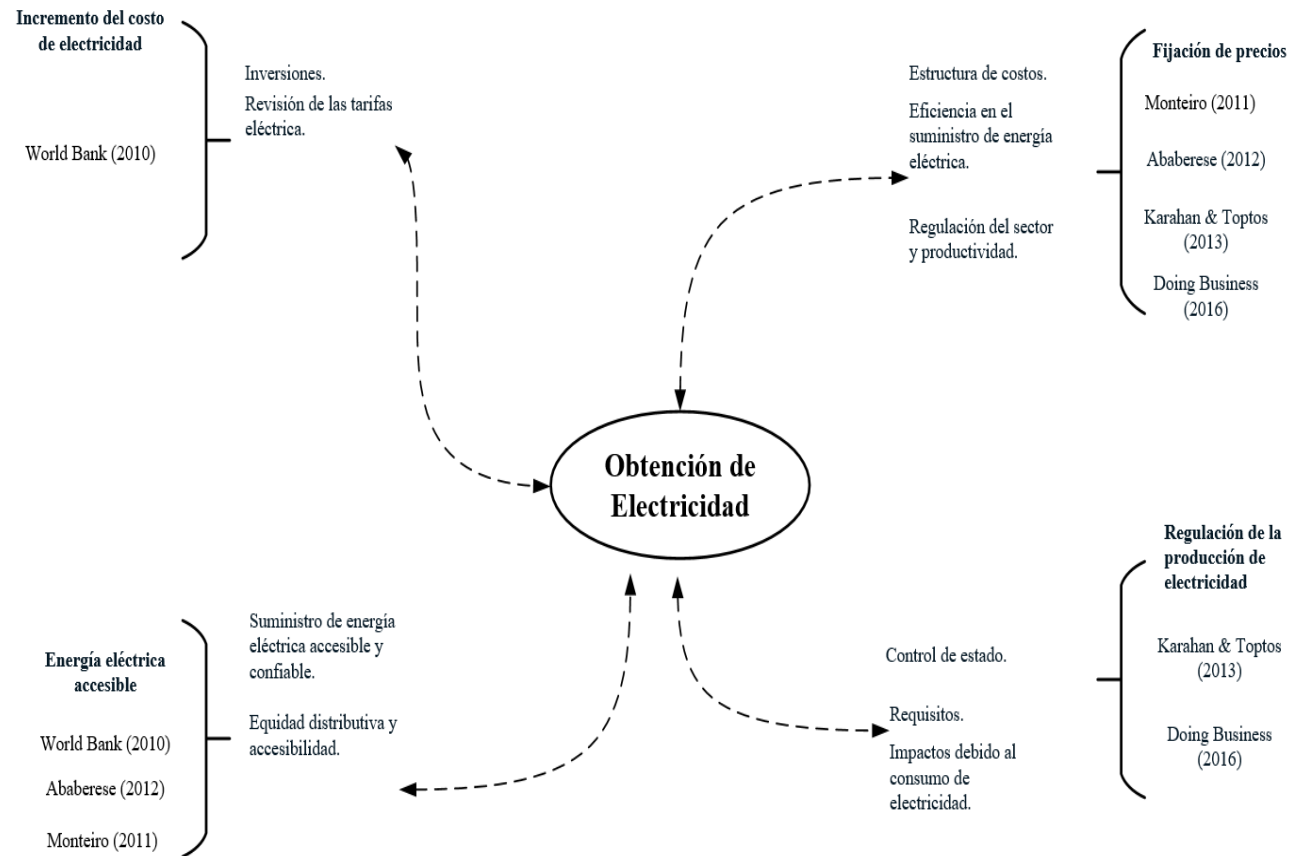 Incremento del costo
de electricidad
World Bank (2010)
Inversiones.
Revisión de las tarifas
eléctrica.
Estructura de costos.
Eficiencia en el
suministro de energía
eléctrica.
Regulación del sector
y productividad.
Fijación de precios
Monteiro (2011)
Ababerese (2012)
Karahan & Toptos
(2013)
Doing Business
(2016)
Obtención de
Electricidad
Energía eléctrica
accesible
World Bank (2010)
Ababerese (2012)
Monteiro (2011)
Suministro de energía
eléctrica accesible y
confiable.
Equidad distributiva y
accesibilidad.
Control de estado.
Requisitos.
Impactos debido al
consumo de
electricidad.
Regulación de la
producción de
electricidad
Karahan & Toptos
(2013)
Doing Business
(2016)